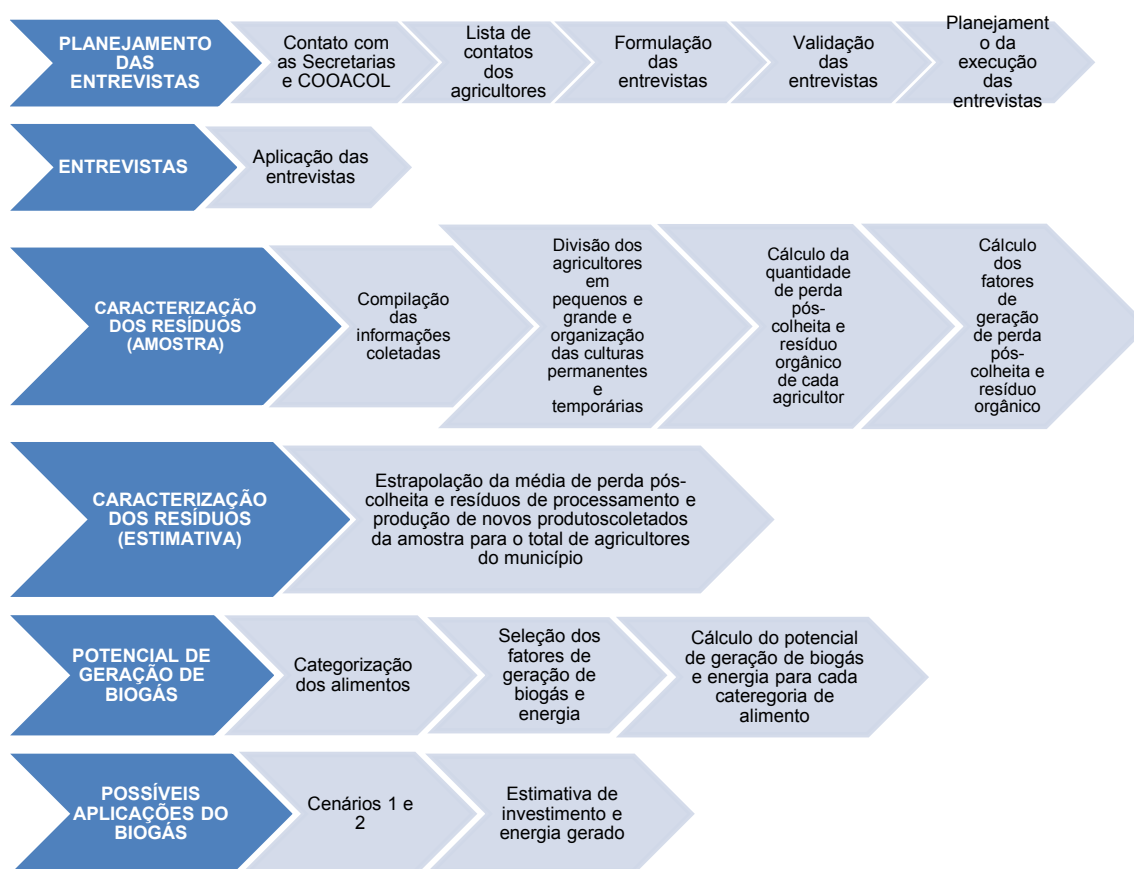 PLANEJAMENTO
DAS
ENTREVISTAS
Contato com
as Secretarias
e COOACOL
Lista de
contatos
dos
agricultores
Formulação
das
entrevistas
Validação
das
entrevistas
Planejament
o da
execução
das
entrevistas
ENTREVISTAS
Aplicação das
entrevistas
CARACTERIZAÇÃO
DOS RESÍDUOS
(AMOSTRA)
Compilação
das
informações
coletadas
Divisão dos
agricultores
em
pequenos e
grande e
organização
das culturas
permanentes
e
temporárias
Cálculo da
quantidade
de perda
pós-
colheita e
resíduo
orgânico
de cada
agricultor
Cálculo
dos
fatores
de
geração
de perda
pós-
colheita e
resíduo
orgânico
CARACTERIZAÇÃO
DOS RESÍDUOS
(ESTIMATIVA)
Estrapolação da média de perda pós-
colheita e resíduos de processamento e
produção de novos produtoscoletados
da amostra para o total de agricultores
do município
POTENCIAL DE
GERAÇÃO DE
BIOGÁS
Categorização
dos alimentos
Seleção dos
fatores de
geração de
biogás e
energia
Cálculo do potencial
de geração de biogás
e energia para cada
cateregoria de
alimento
POSSÍVEIS
APLICAÇÕES DO
BIOGÁS
Cenários 1 e
2
Estimativa de
investimento e
energia gerado